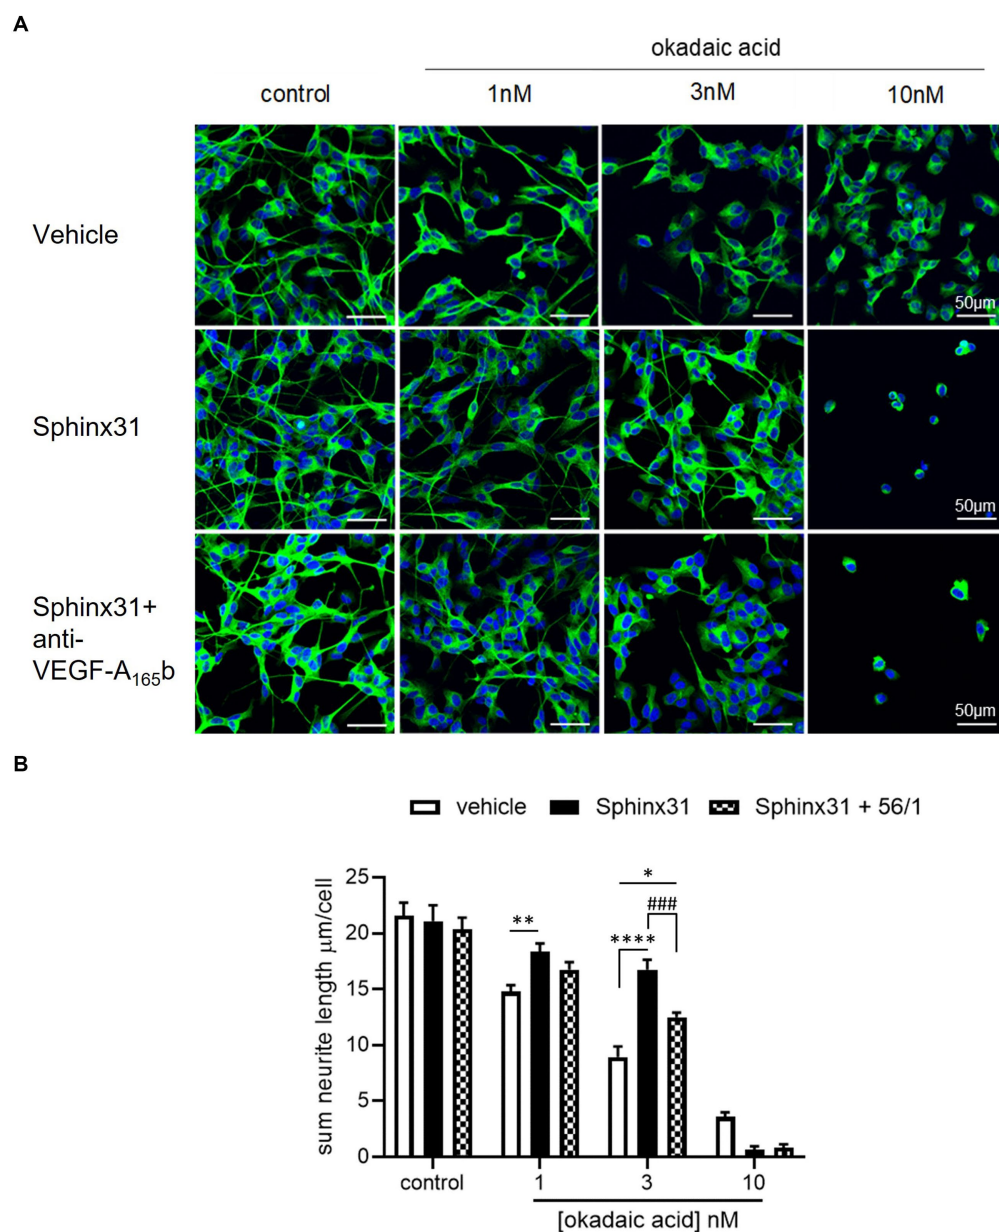 A
okadaic acid
control 1nM 3nM 10nM
Vehicle
50µm
Sphinx31
50µm
Sphinx31+
anti-
VEGF-A₁₆₅b
50µm
B
vehicle Sphinx31 Sphinx31 + 56/1
sum neurite length µm/cell
25
20
15
10
5
0
**
*
###
****
control 1 3 10
[okadaic acid] nM